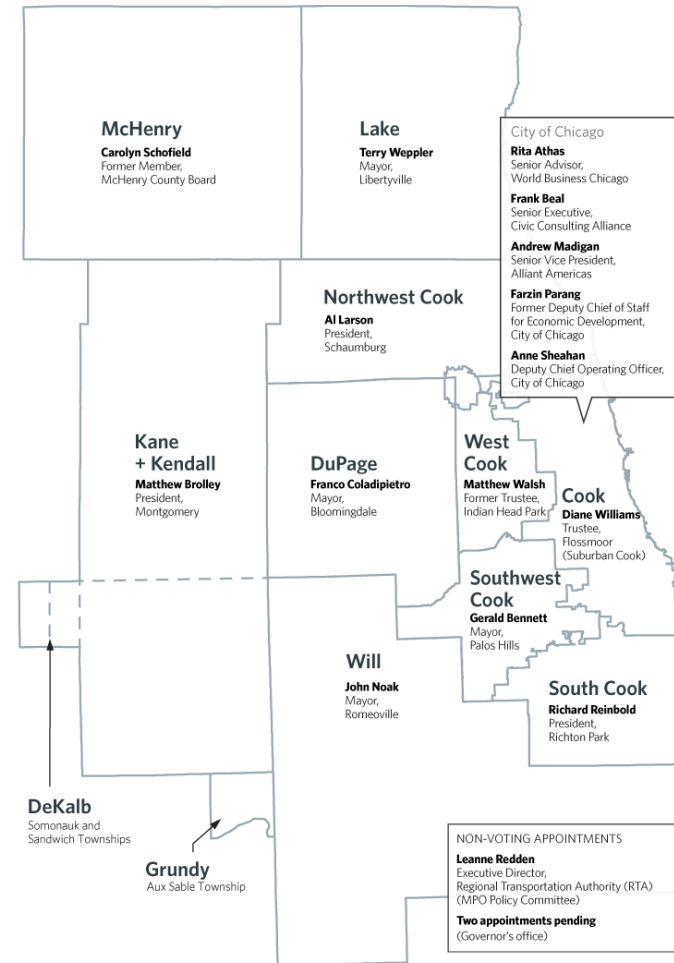 McHenry
Carolyn Schofield
Former Member,
McHenry County Board
Lake
Terry Weppler
Mayor,
Libertyville
City of Chicago
Rita Athas
Senior Advisor,
World Business Chicago
Frank Beal
Senior Executive,
Civic Consulting Alliance
Andrew Madigan
Senior Vice President,
Alliant Americas
Farzin Parang
Former Deputy Chief of Staff
for Economic Development,
City of Chicago
Anne Sheahan
Deputy Chief Operating Officer,
City of Chicago
Northwest Cook
Al Larson
President,
Schaumburg
Kane
+ Kendall
Matthew Brolley
President,
Montgomery
DuPage
Franco Coladipietro
Mayor,
Bloomingdale
West
Cook
Matthew Walsh
Former Trustee,
Indian Head Park
Cook
Diane Williams
Trustee,
Flossmoor
(Suburban Cook)
Southwest
Cook
Gerald Bennett
Mayor,
Palos Hills
Will
John Noak
Mayor,
Romeoville
South Cook
Richard Reinbold
President,
Richton Park
DeKalb
Somonauk and
Sandwich Townships
Grundy
Aux Sable Township
NON-VOTING APPOINTMENTS
Leanne Redden
Executive Director,
Regional Transportation Authority (RTA)
(MPO Policy Committee)
Two appointments pending
(Governor's office)